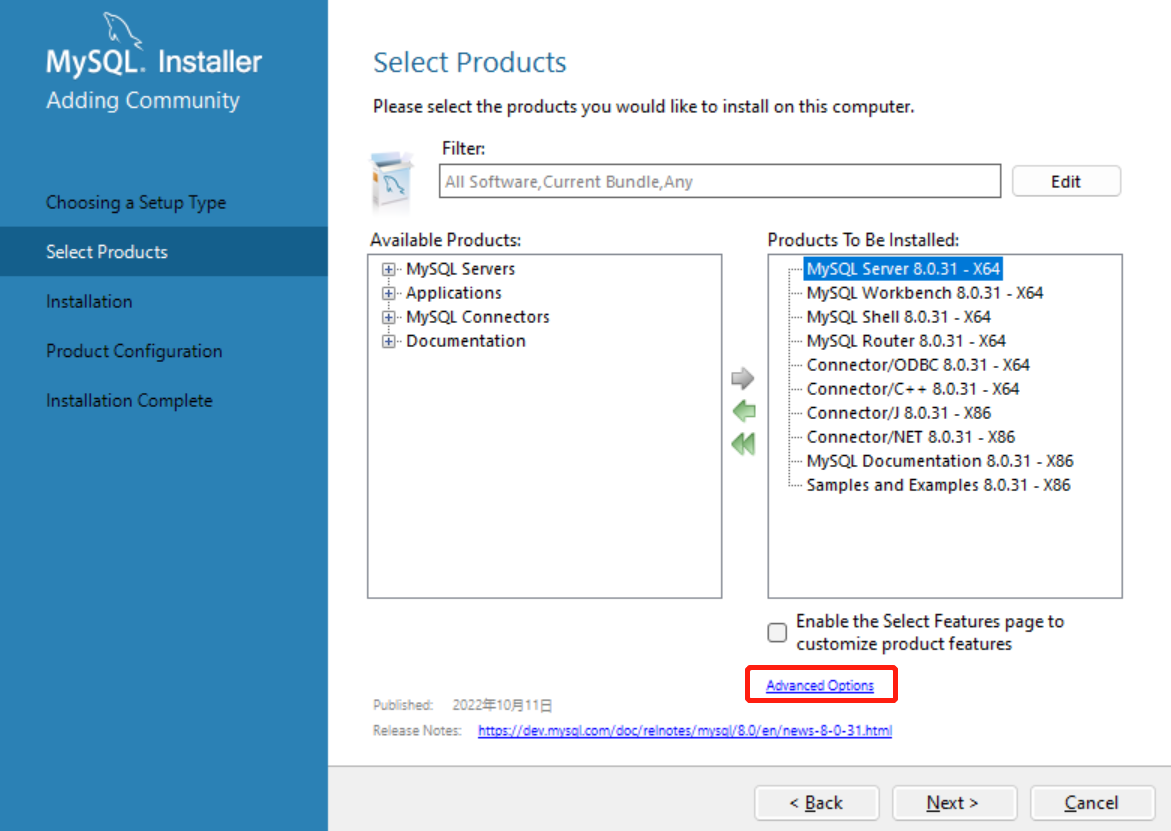 MySQL. Installer
Adding Community
Choosing a Setup Type
Select Products
Installation
Product Configuration
Installation Complete
Select Products
Please select the products you would like to install on this computer.
Filter:
All Software,Current Bundle,Any
Edit
Available Products:
MySQL Servers
Applications
MySQL Connectors
Documentation
Products To Be Installed:
MySQL Server 8.0.31 - X64
MySQL Workbench 8.0.31 - X64
MySQL Shell 8.0.31 - X64
MySQL Router 8.0.31 - X64
Connector/ODBC 8.0.31 - X64
Connector/C++ 8.0.31 - X64
Connector/J 8.0.31 - X86
Connector/NET 8.0.31 - X86
MySQL Documentation 8.0.31 - X86
Samples and Examples 8.0.31 - X86
Enable the Select Features page to
customize product features
Advanced Options
Published: 2022年10月11日
Release Notes: https://dev.mysql.com/doc/relnotes/mysql/8.0/en/news-8-0-31.html
< Back
Next >
Cancel